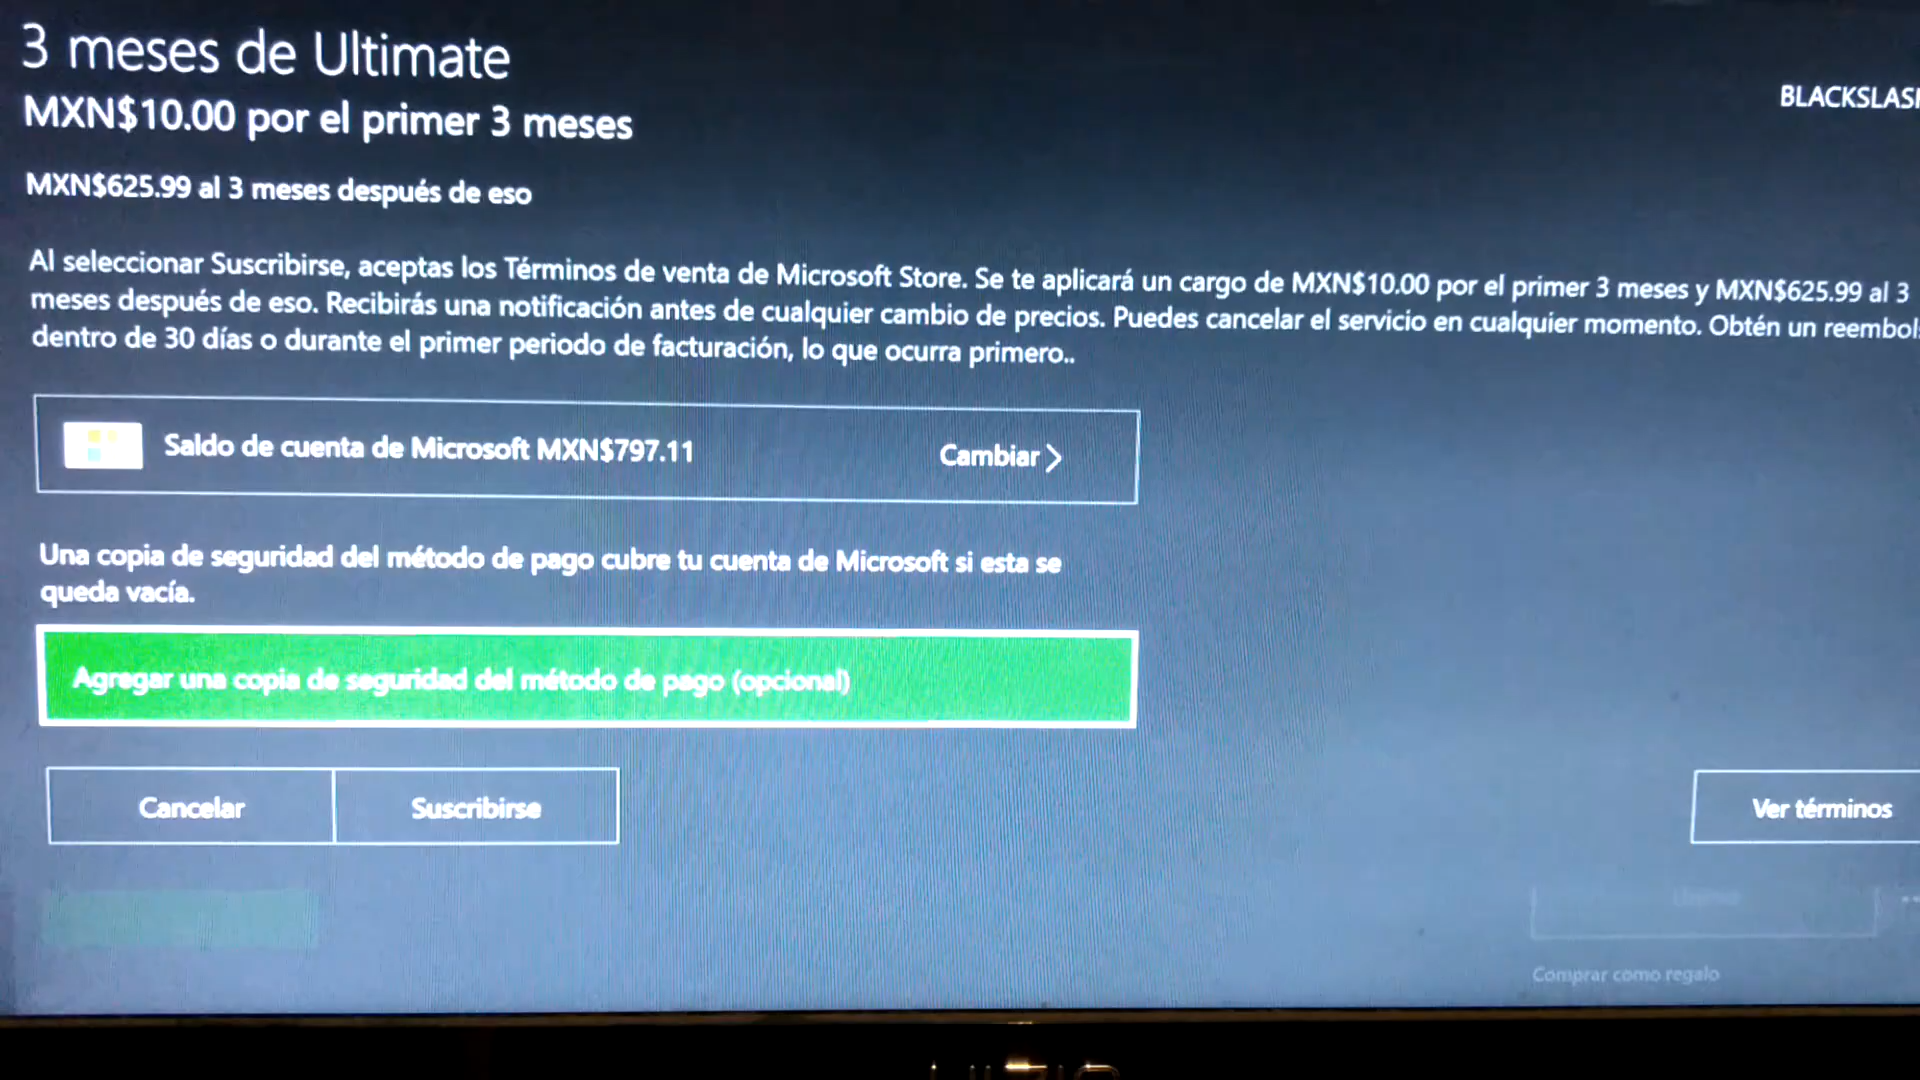 3 meses de Ultimate
MXN$10.00 por el primer 3 meses
BLACKSLAS
MXN$625.99 al 3 meses después de eso
Al seleccionar Suscribirse, aceptas los Términos de venta de Microsoft Store. Se te aplicará un cargo de MXN$10.00 por el primer 3 meses y MXN$625.99 al 3
meses después de eso. Recibirás una notificación antes de cualquier cambio de precios. Puedes cancelar el servicio en cualquier momento. Obtén un reembol
dentro de 30 días o durante el primer periodo de facturación, lo que ocurra primero..
Saldo de cuenta de Microsoft MXN$797.11
Cambiar >
Una copia de seguridad del método de pago cubre tu cuenta de Microsoft si esta se
queda vacía.
Agregar una copia de seguridad del método de pago (opcional)
Cancelar
Suscribirse
Ver términos
Comprar como regalo